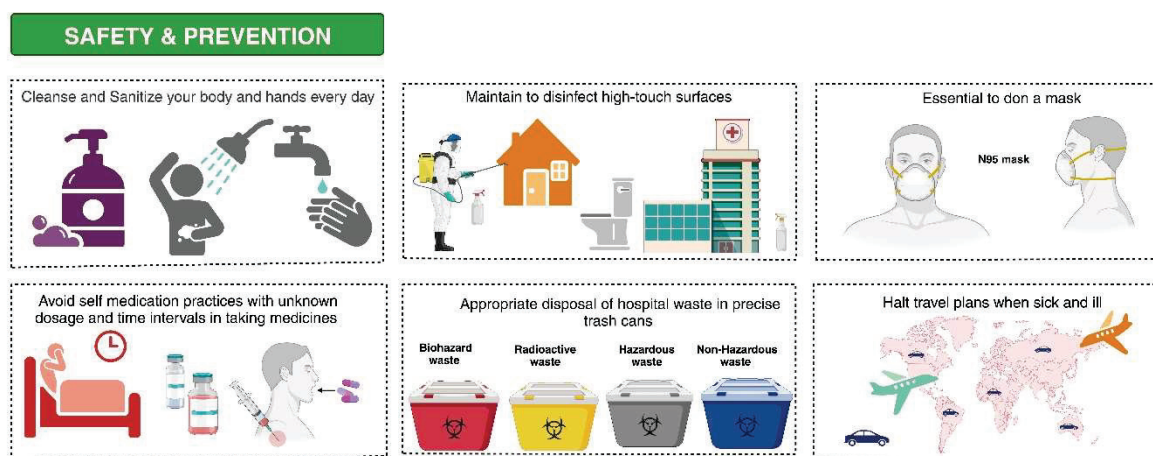 SAFETY & PREVENTION
Cleanse and Sanitize your body and hands every day
Maintain to disinfect high-touch surfaces
Essential to don a mask
N95 mask
Avoid self medication practices with unknown
dosage and time intervals in taking medicines
Appropriate disposal of hospital waste in precise
trash cans
Biohazard
waste
Radioactive
waste
Hazardous
waste
Non-Hazardous
waste
Halt travel plans when sick and ill